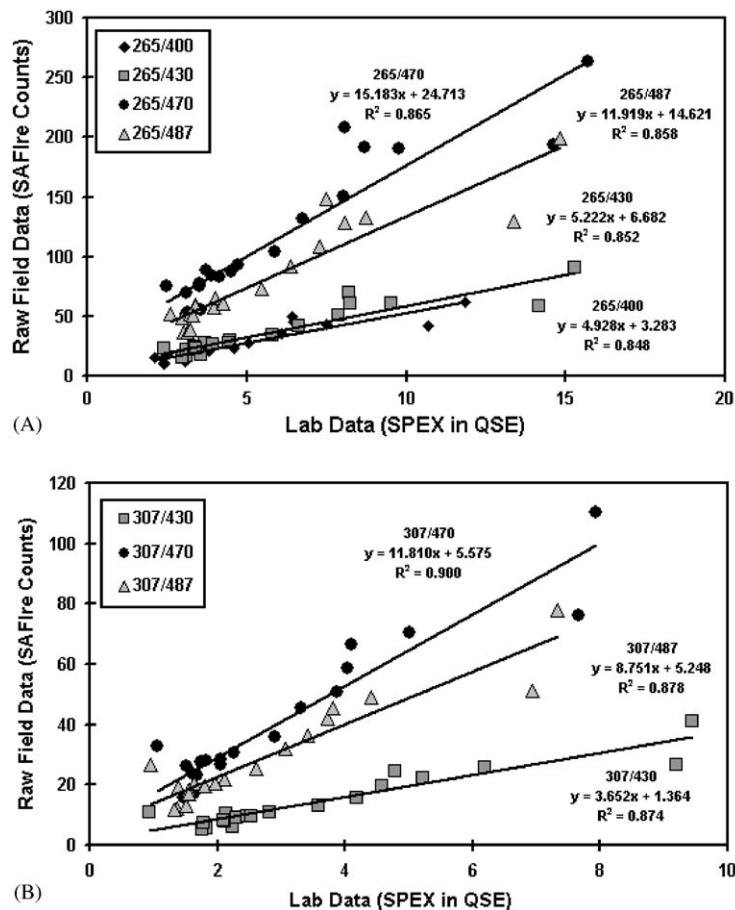 300
250
200
150
100
50
0
Raw Field Data (SAFIre Counts)
265/400
265/430
265/470
265/487
265/470
y = 15.183x + 24.713
R² = 0.865
265/487
y = 11.919x + 14.621
R² = 0.858
265/430
y = 5.222x + 6.682
R² = 0.852
265/400
y = 4.928x + 3.283
R² = 0.848
0 5 10 15 20
(A)
Lab Data (SPEX in QSE)
120
100
80
60
40
20
0
Raw Field Data (SAFIre Counts)
307/430
307/470
307/487
307/470
y = 11.810x + 5.575
R² = 0.900
307/487
y = 8.751x + 5.248
R² = 0.878
307/430
y = 3.652x + 1.364
R² = 0.874
0 2 4 6 8 10
(B)
Lab Data (SPEX in QSE)